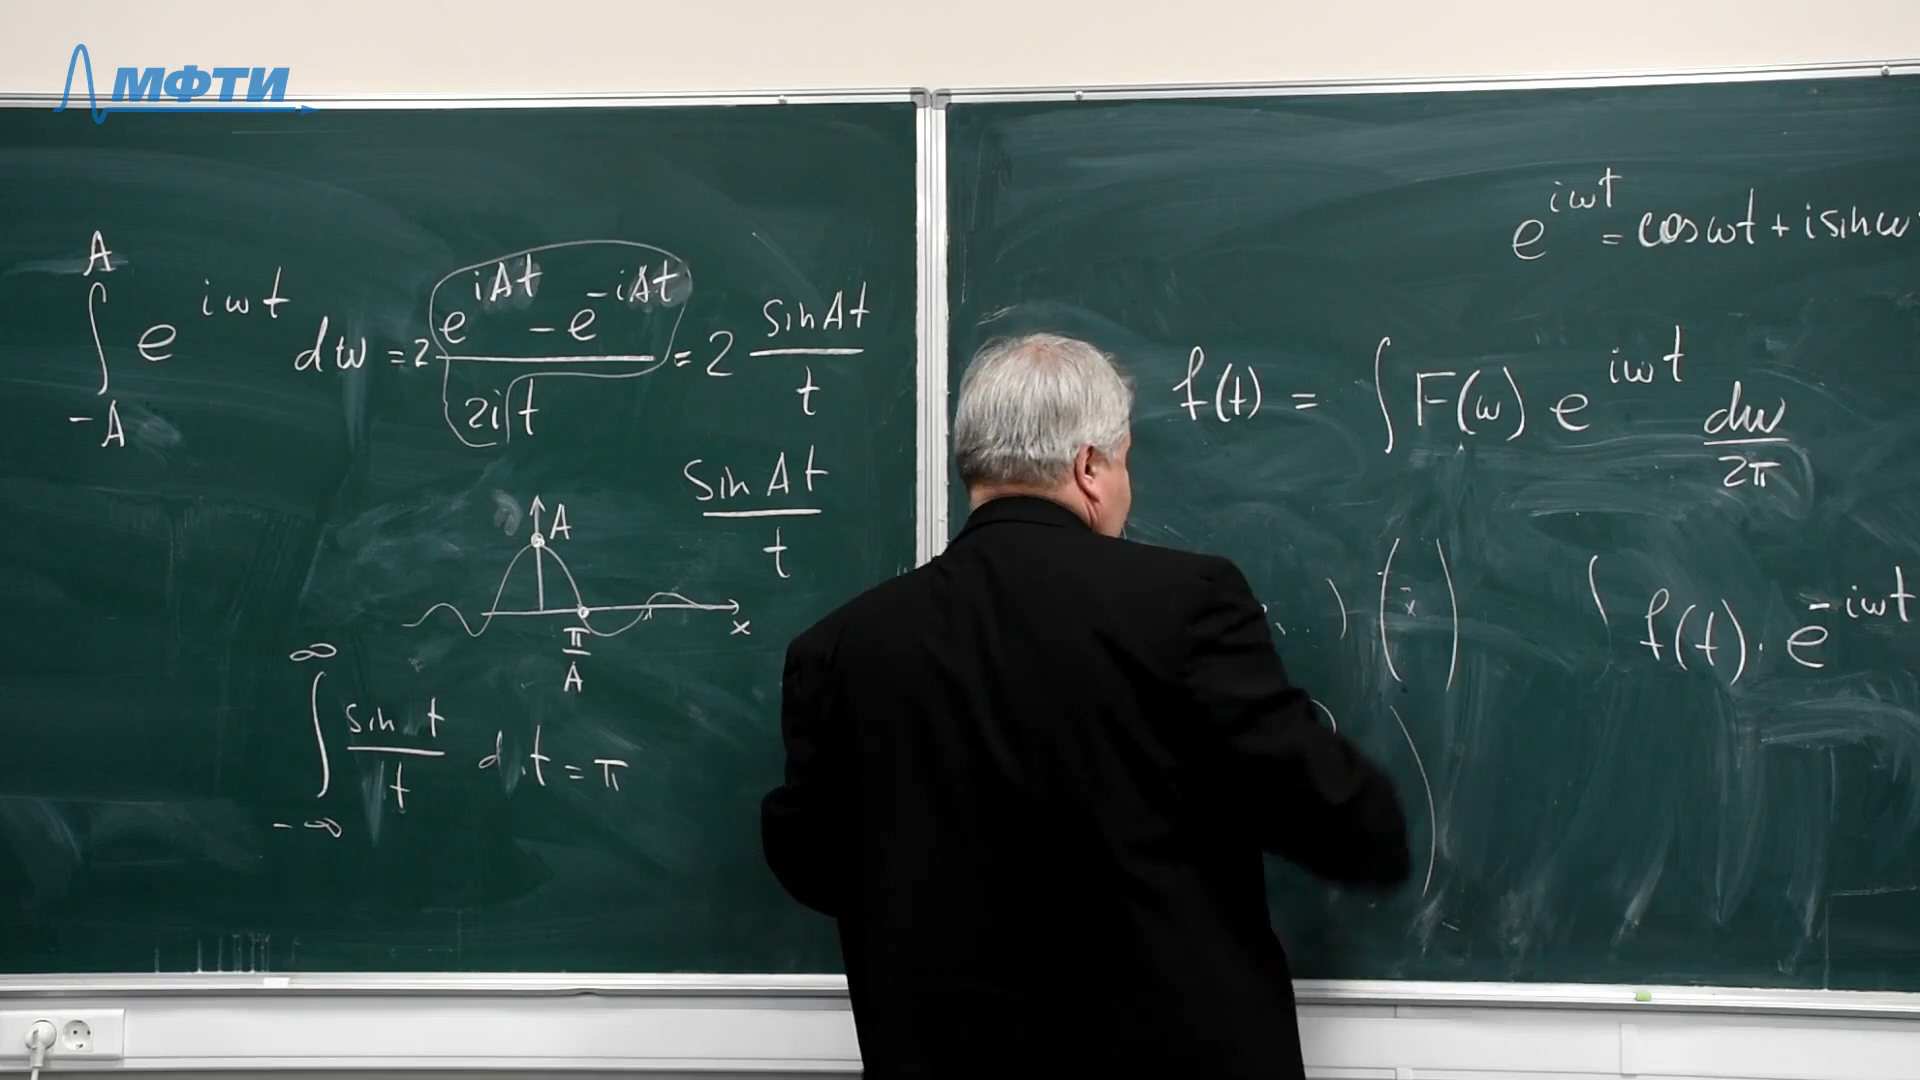 МФТИ
A
∫ e^{iωt} dω = 2 (e^{iAt} - e^{-iAt}) / (2it) = 2 sin At / t
-A
sin At / t
A
π / A
x
∞
∫ sin t / t dt = π
-∞
e^{iωt} = cos ωt + i sin ω
f(t) = ∫ F(ω) e^{iωt} dω / 2π
∫ f(t) · e^{-iωt}